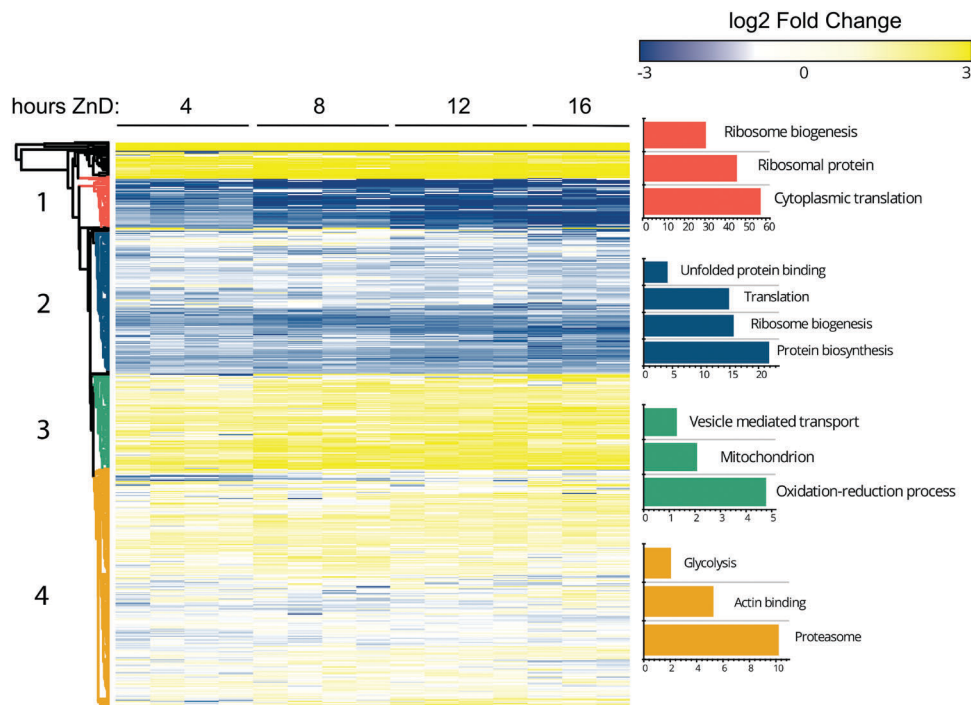 log2 Fold Change
-3 0 3
hours ZnD: 4 8 12 16
1
2
3
4
Ribosome biogenesis
Ribosomal protein
Cytoplasmic translation
0 10 20 30 40 50 60
Unfolded protein binding
Translation
Ribosome biogenesis
Protein biosynthesis
0 5 10 15 20
Vesicle mediated transport
Mitochondrion
Oxidation-reduction process
0 1 2 3 4 5
Glycolysis
Actin binding
Proteasome
0 2 4 6 8 10